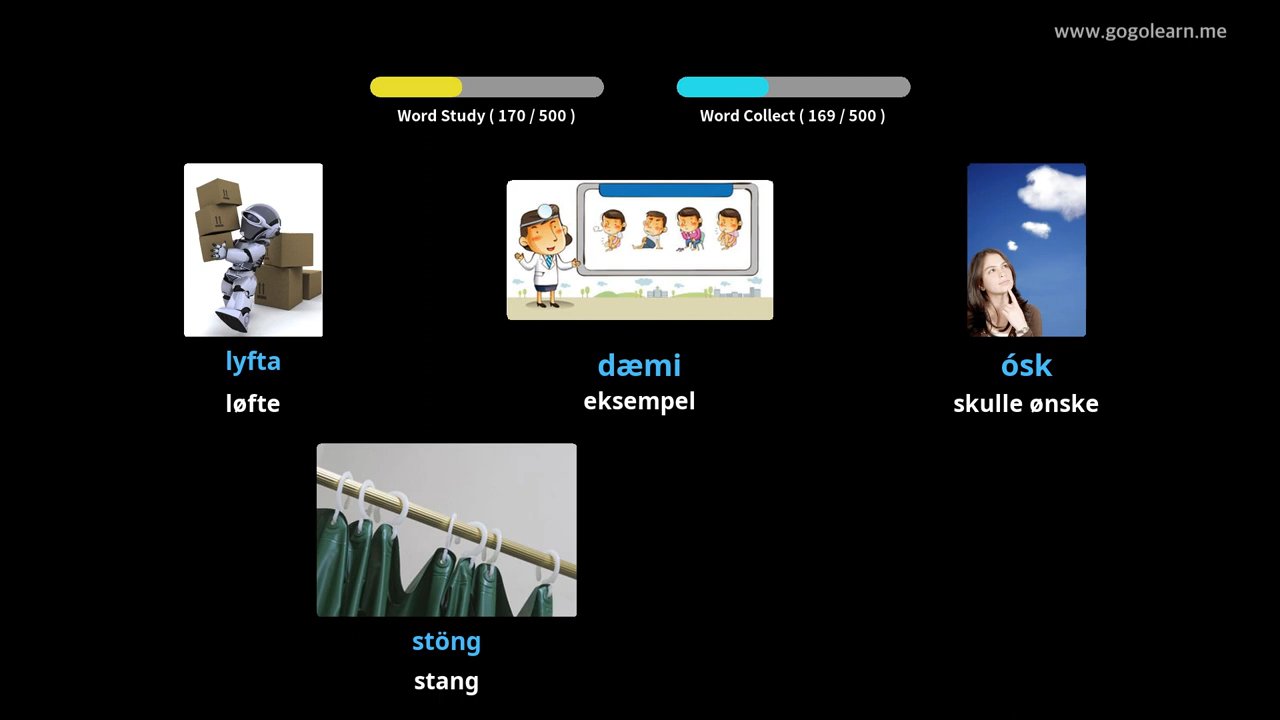 www.gogolearn.me
Word Study ( 170 / 500 )
Word Collect ( 169 / 500 )
lyfta
løfte
dæmi
eksempel
ósk
skulle ønske
stöng
stang